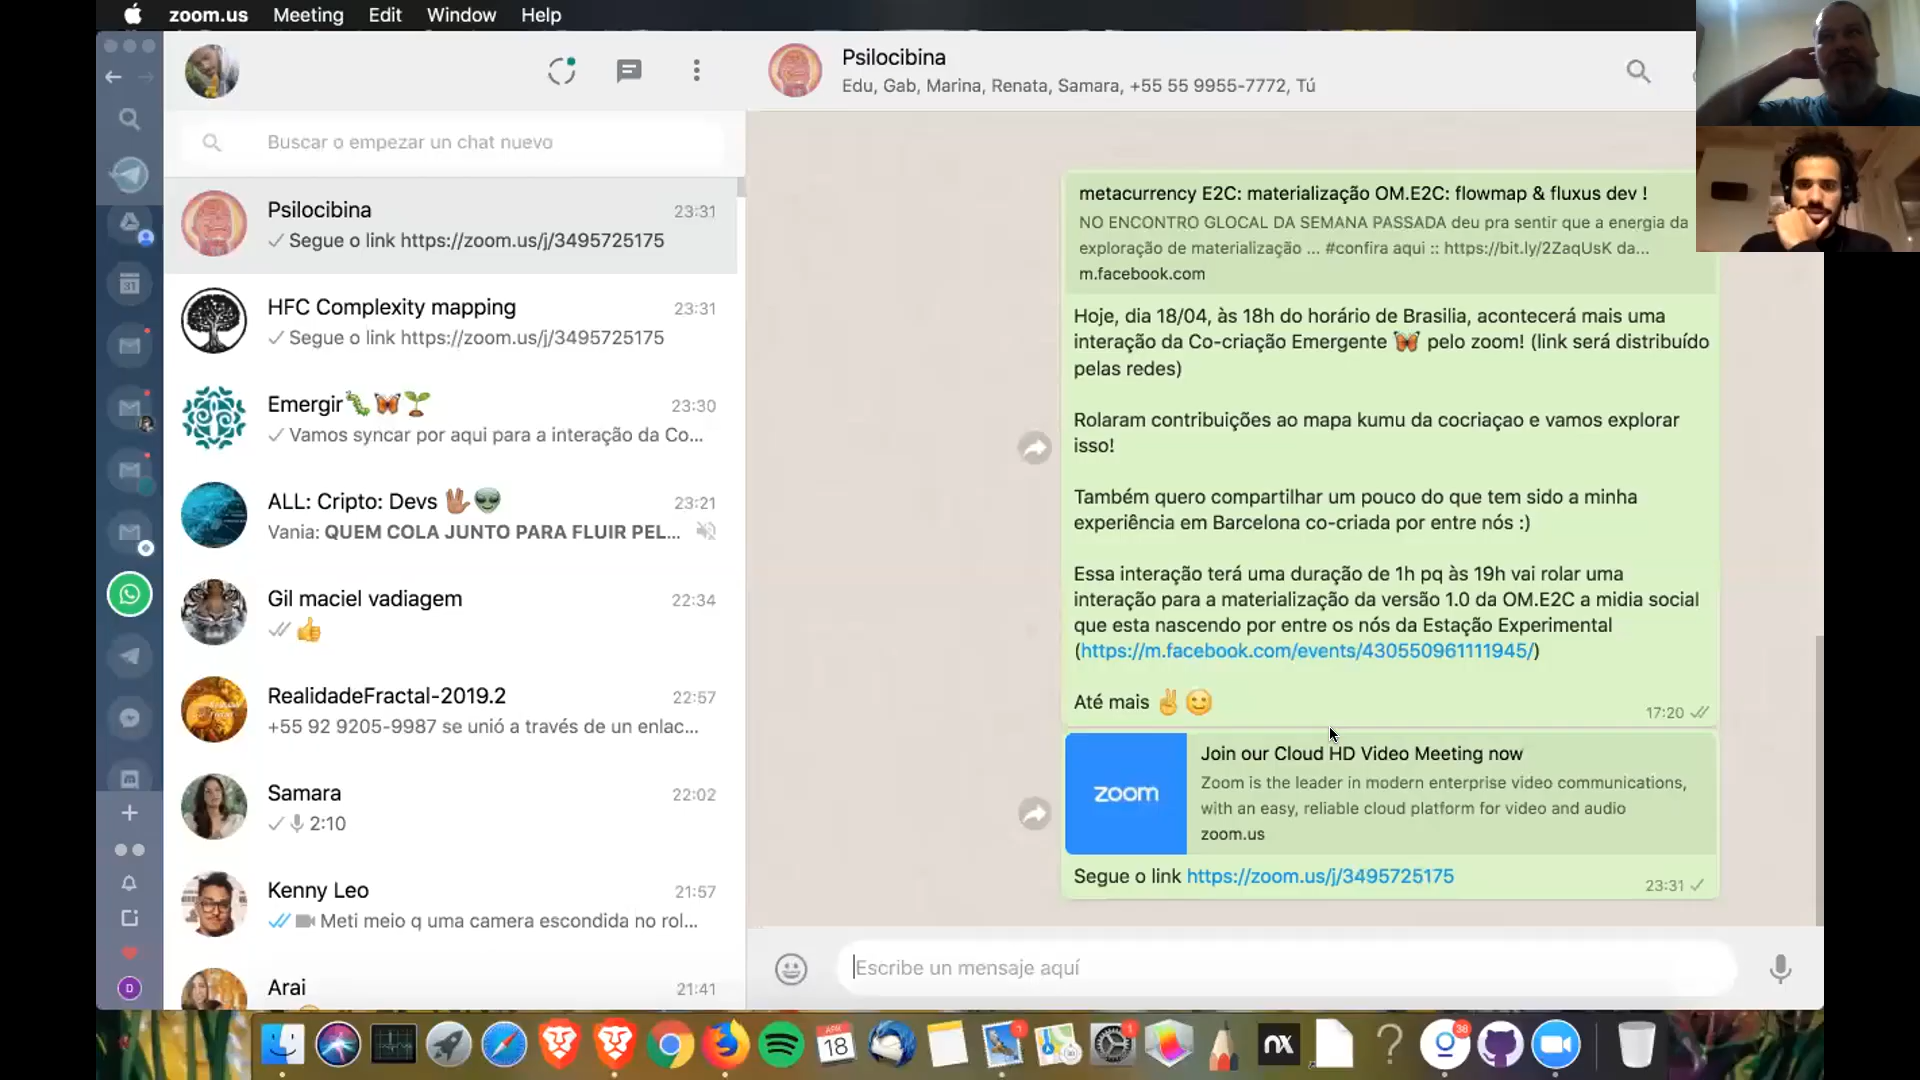 zoom.us Meeting Edit Window Help
Buscar o empezar un chat nuevo
Psilocibina 23:31
Segue o link https://zoom.us/j/3495725175
HFC Complexity mapping 23:31
Segue o link https://zoom.us/j/3495725175
Emergir🐛🦋🌱 23:30
Vamos syncar por aqui para a interação da Co...
ALL: Cripto: Devs 🖖🏽👽 23:21
Vania: QUEM COLA JUNTO PARA FLUIR PEL...
Gil maciel vadiagem 22:34
👍
RealidadeFractal-2019.2 22:57
+55 92 9205-9987 se unió a través de un enlac...
Samara 22:02
2:10
Kenny Leo 21:57
Meti meio q uma camera escondida no rol...
Arai 21:41
31
D
Psilocibina
Edu, Gab, Marina, Renata, Samara, +55 55 9955-7772, Tú
metacurrency E2C: materialização OM.E2C: flowmap & fluxus dev !
NO ENCONTRO GLOCAL DA SEMANA PASSADA deu pra sentir que a energia da
exploração de materialização ... #confira aqui :: https://bit.ly/2ZaqUsK da...
m.facebook.com
Hoje, dia 18/04, às 18h do horário de Brasilia, acontecerá mais uma
interação da Co-criação Emergente 🦋 pelo zoom! (link será distribuído
pelas redes)
Rolaram contribuições ao mapa kumu da cocriaçao e vamos explorar
isso!
Também quero compartilhar um pouco do que tem sido a minha
experiência em Barcelona co-criada por entre nós :)
Essa interação terá uma duração de 1h pq às 19h vai rolar uma
interação para a materialização da versão 1.0 da OM.E2C a midia social
que esta nascendo por entre os nós da Estação Experimental
(https://m.facebook.com/events/430550961111945/)
Até mais ✌️😊
17:20
zoom
Join our Cloud HD Video Meeting now
Zoom is the leader in modern enterprise video communications,
with an easy, reliable cloud platform for video and audio
zoom.us
Segue o link https://zoom.us/j/3495725175
23:31
Escribe un mensaje aquí
APR
18
1
1
nx
?
38